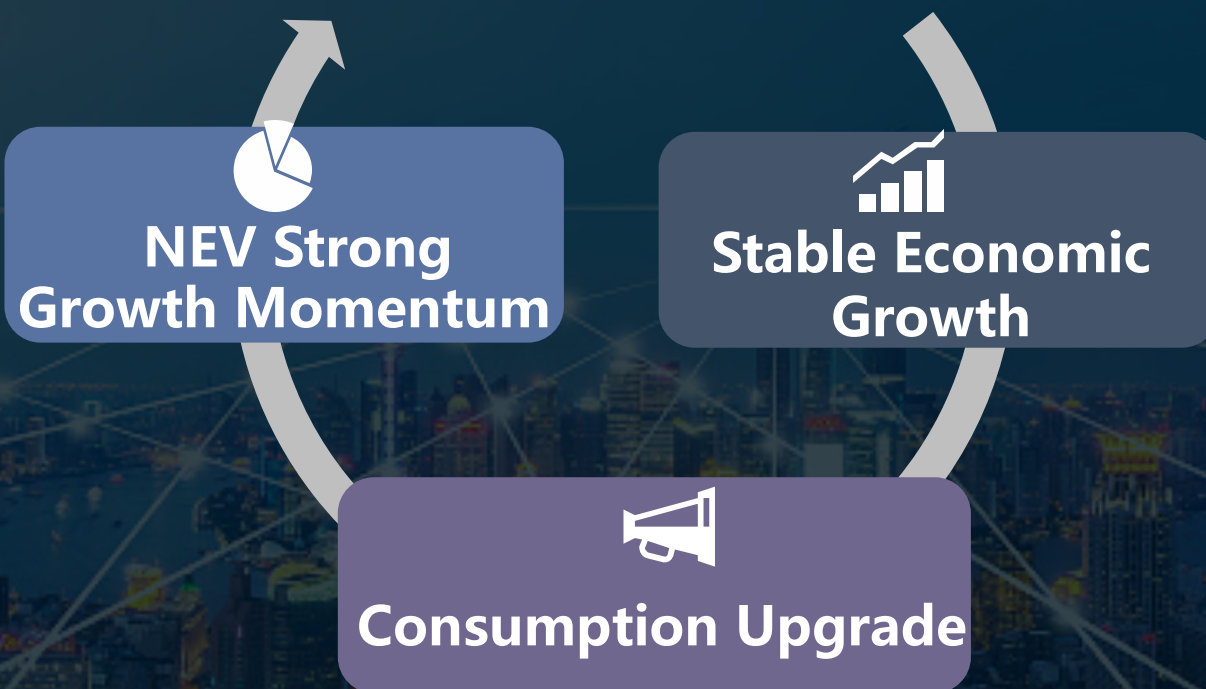 NEV Strong
Growth Momentum
Stable Economic
Growth
Consumption Upgrade